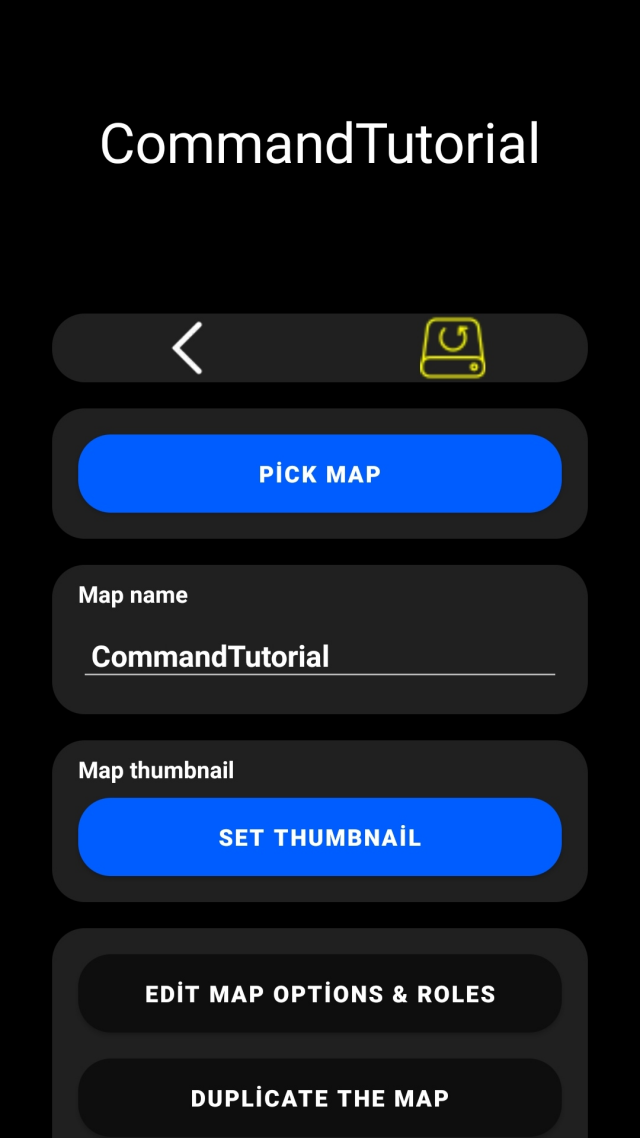 CommandTutorial
PİCK MAP
Map name
CommandTutorial
Map thumbnail
SET THUMBNAİL
EDİT MAP OPTİONS & ROLES
DUPLİCATE THE MAP